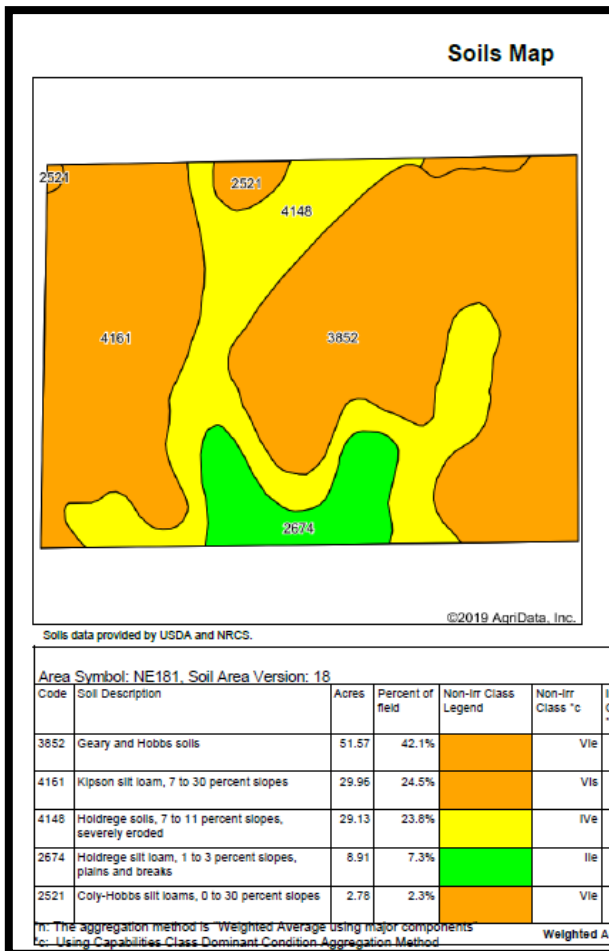 Soils Map
2521
2521
4148
4161
3852
2674
©2019 AgriData, Inc.
Soils data provided by USDA and NRCS.
Area Symbol: NE181, Soil Area Version: 18
Code Soil Description Acres Percent of field Non-Irr Class Legend Non-Irr Class *c
3852 Geary and Hobbs soils 51.57 42.1% VIe
4161 Kipson silt loam, 7 to 30 percent slopes 29.96 24.5% VIs
4148 Holdrege soils, 7 to 11 percent slopes, severely eroded 29.13 23.8% IVe
2674 Holdrege silt loam, 1 to 3 percent slopes, plains and breaks 8.91 7.3% IIe
2521 Coly-Hobbs silt loams, 0 to 30 percent slopes 2.78 2.3% VIe
Weighted A
*n: The aggregation method is "Weighted Average using major components"
*c: Using Capabilities Class Dominant Condition Aggregation Method